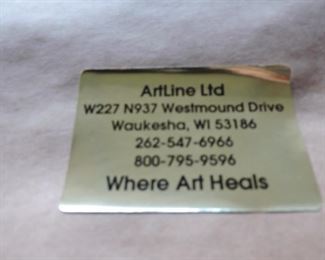 ArtLine Ltd
W227 N937 Westmound Drive
Waukesha, WI 53186
262-547-6966
800-795-9596
Where Art Heals